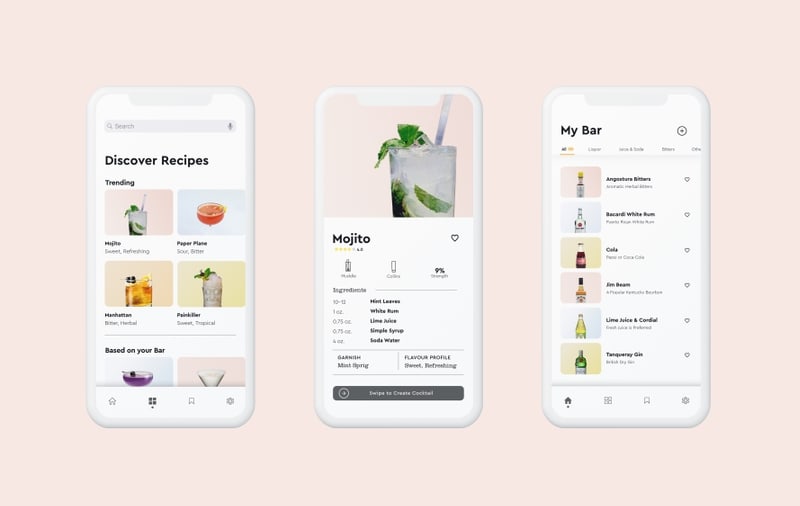 Search
Discover Recipes
Trending
Mojito
Sweet, Refreshing
Paper Plane
Sour, Bitter
Manhattan
Bitter, Herbal
Painkiller
Sweet, Tropical
Based on your Bar
Mojito
4.8
Muddle
Collins
9%
Strength
Ingredients
10-12 Mint Leaves
1 oz. White Rum
0.75 oz. Lime Juice
0.75 oz. Simple Syrup
4 oz. Soda Water
GARNISH
Mint Sprig
FLAVOUR PROFILE
Sweet, Refreshing
Swipe to Create Cocktail
My Bar
All Liquor Juice & Soda Bitters
Angostura Bitters
Aromatic Herbal Bitters
Bacardi White Rum
Puerto Rican White Rum
Cola
Pepsi or Coca Cola
Jim Beam
A Popular Kentucky Bourbon
Lime Juice & Cordial
Fresh Juice is Preferred
Tanqueray Gin
British Dry Gin